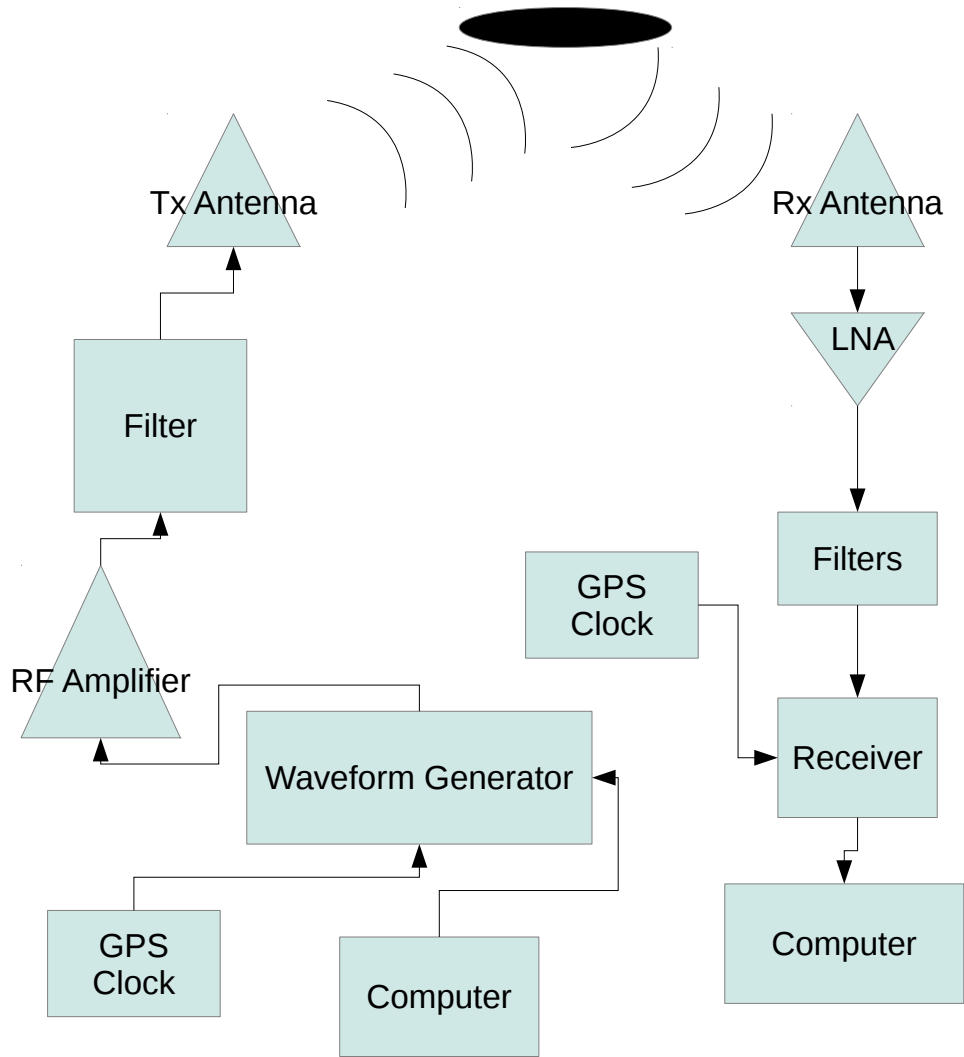 Tx Antenna
Rx Antenna
LNA
Filter
Filters
GPS
Clock
RF Amplifier
Receiver
Waveform Generator
GPS
Clock
Computer
Computer